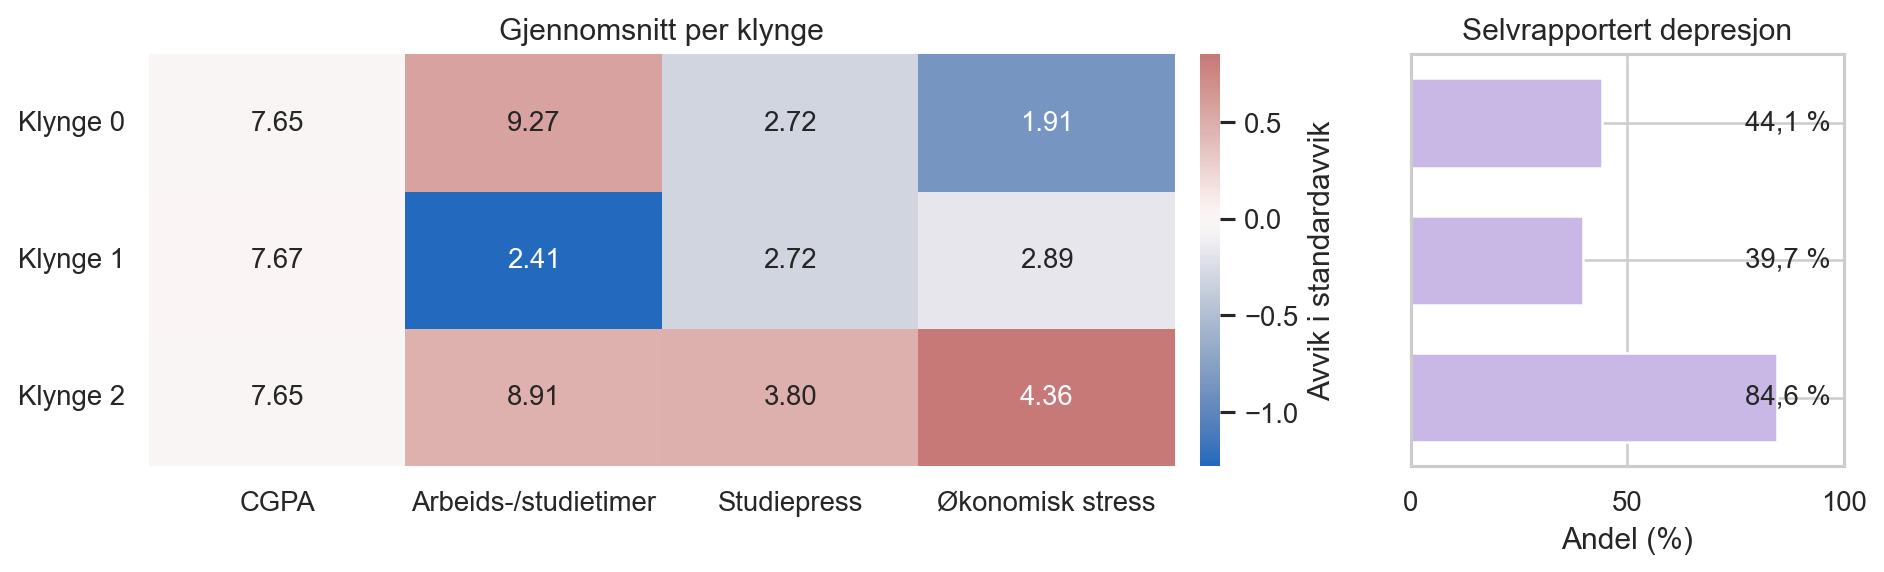 Gjennomsnitt per klynge
Klynge 0 7.65 9.27 2.72 1.91
Klynge 1 7.67 2.41 2.72 2.89
Klynge 2 7.65 8.91 3.80 4.36
CGPA Arbeids-/studietimer Studiepress Økonomisk stress
0.5
0.0
−0.5
−1.0
Avvik i standardavvik
Selvrapportert depresjon
44,1 %
39,7 %
84,6 %
0 50 100
Andel (%)